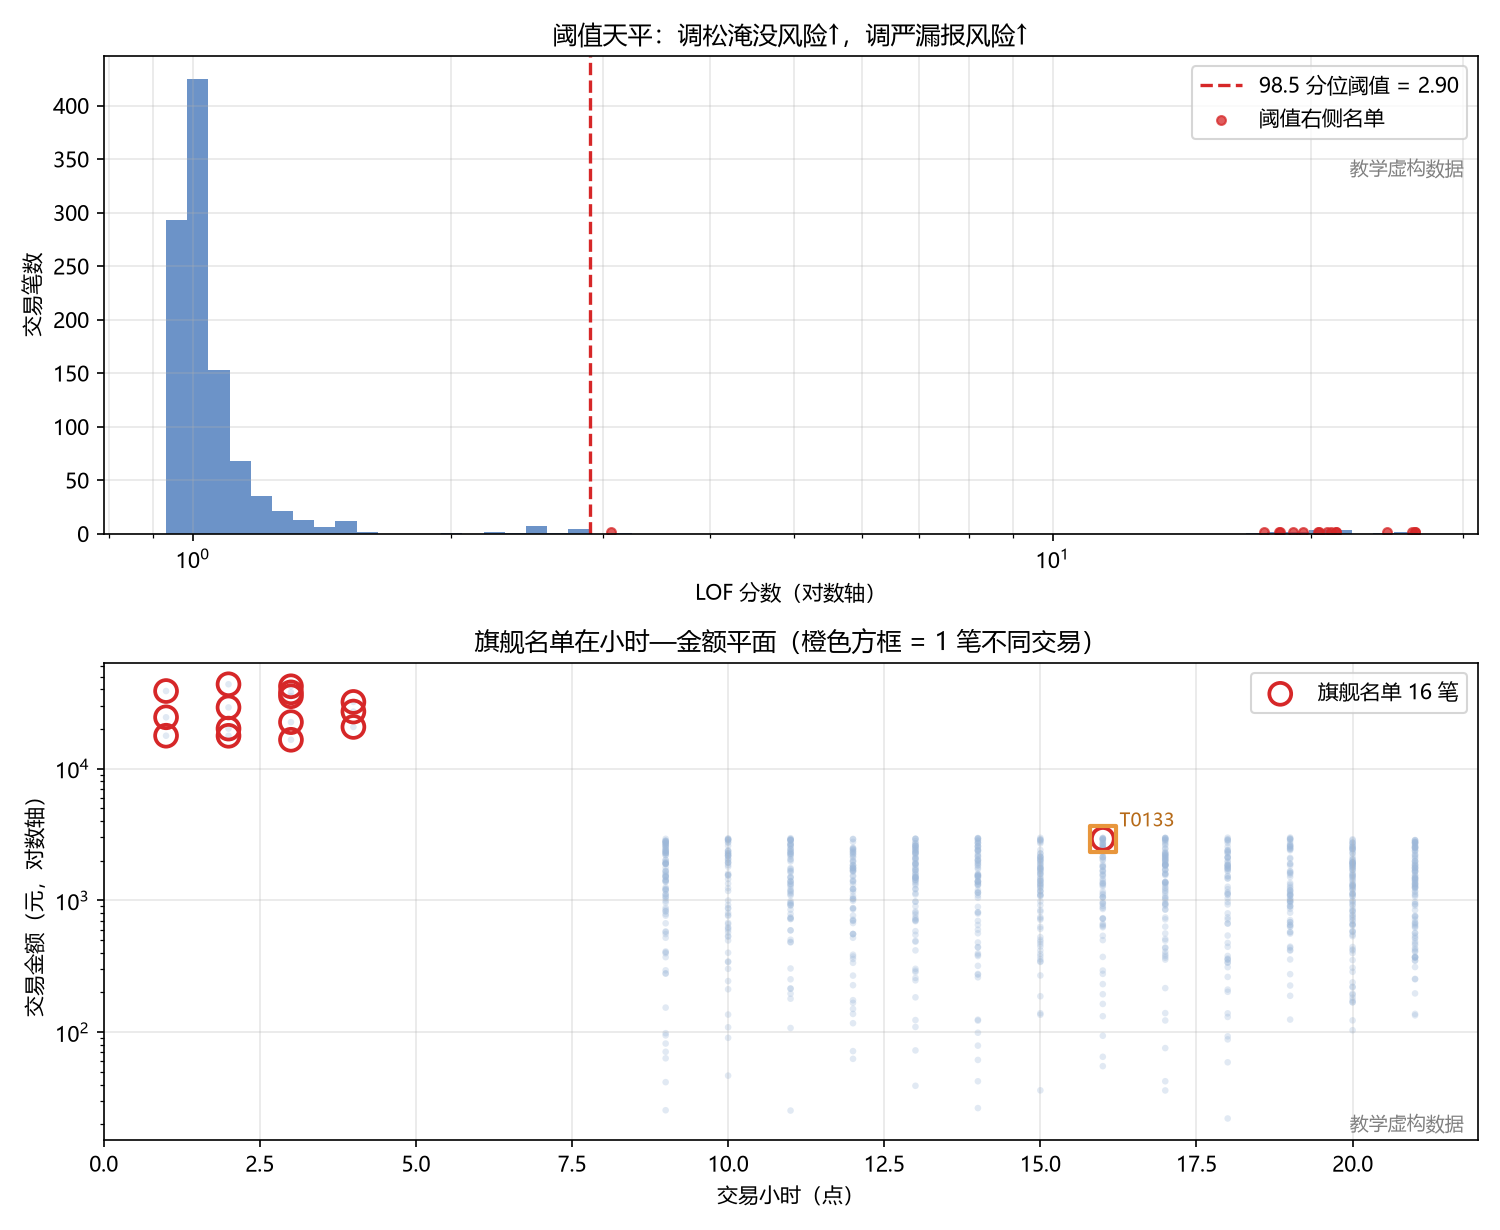 阈值天平：调松淹没风险↑，调严漏报风险↑
98.5 分位阈值 = 2.90
阈值右侧名单
教学虚构数据
交易笔数
400
350
300
250
200
150
100
50
0
10⁰
10¹
LOF 分数（对数轴）
旗舰名单在小时—金额平面（橙色方框 = 1 笔不同交易）
旗舰名单 16 笔
T0133
交易金额（元，对数轴）
10⁴
10³
10²
教学虚构数据
0.0
2.5
5.0
7.5
10.0
12.5
15.0
17.5
20.0
交易小时（点）